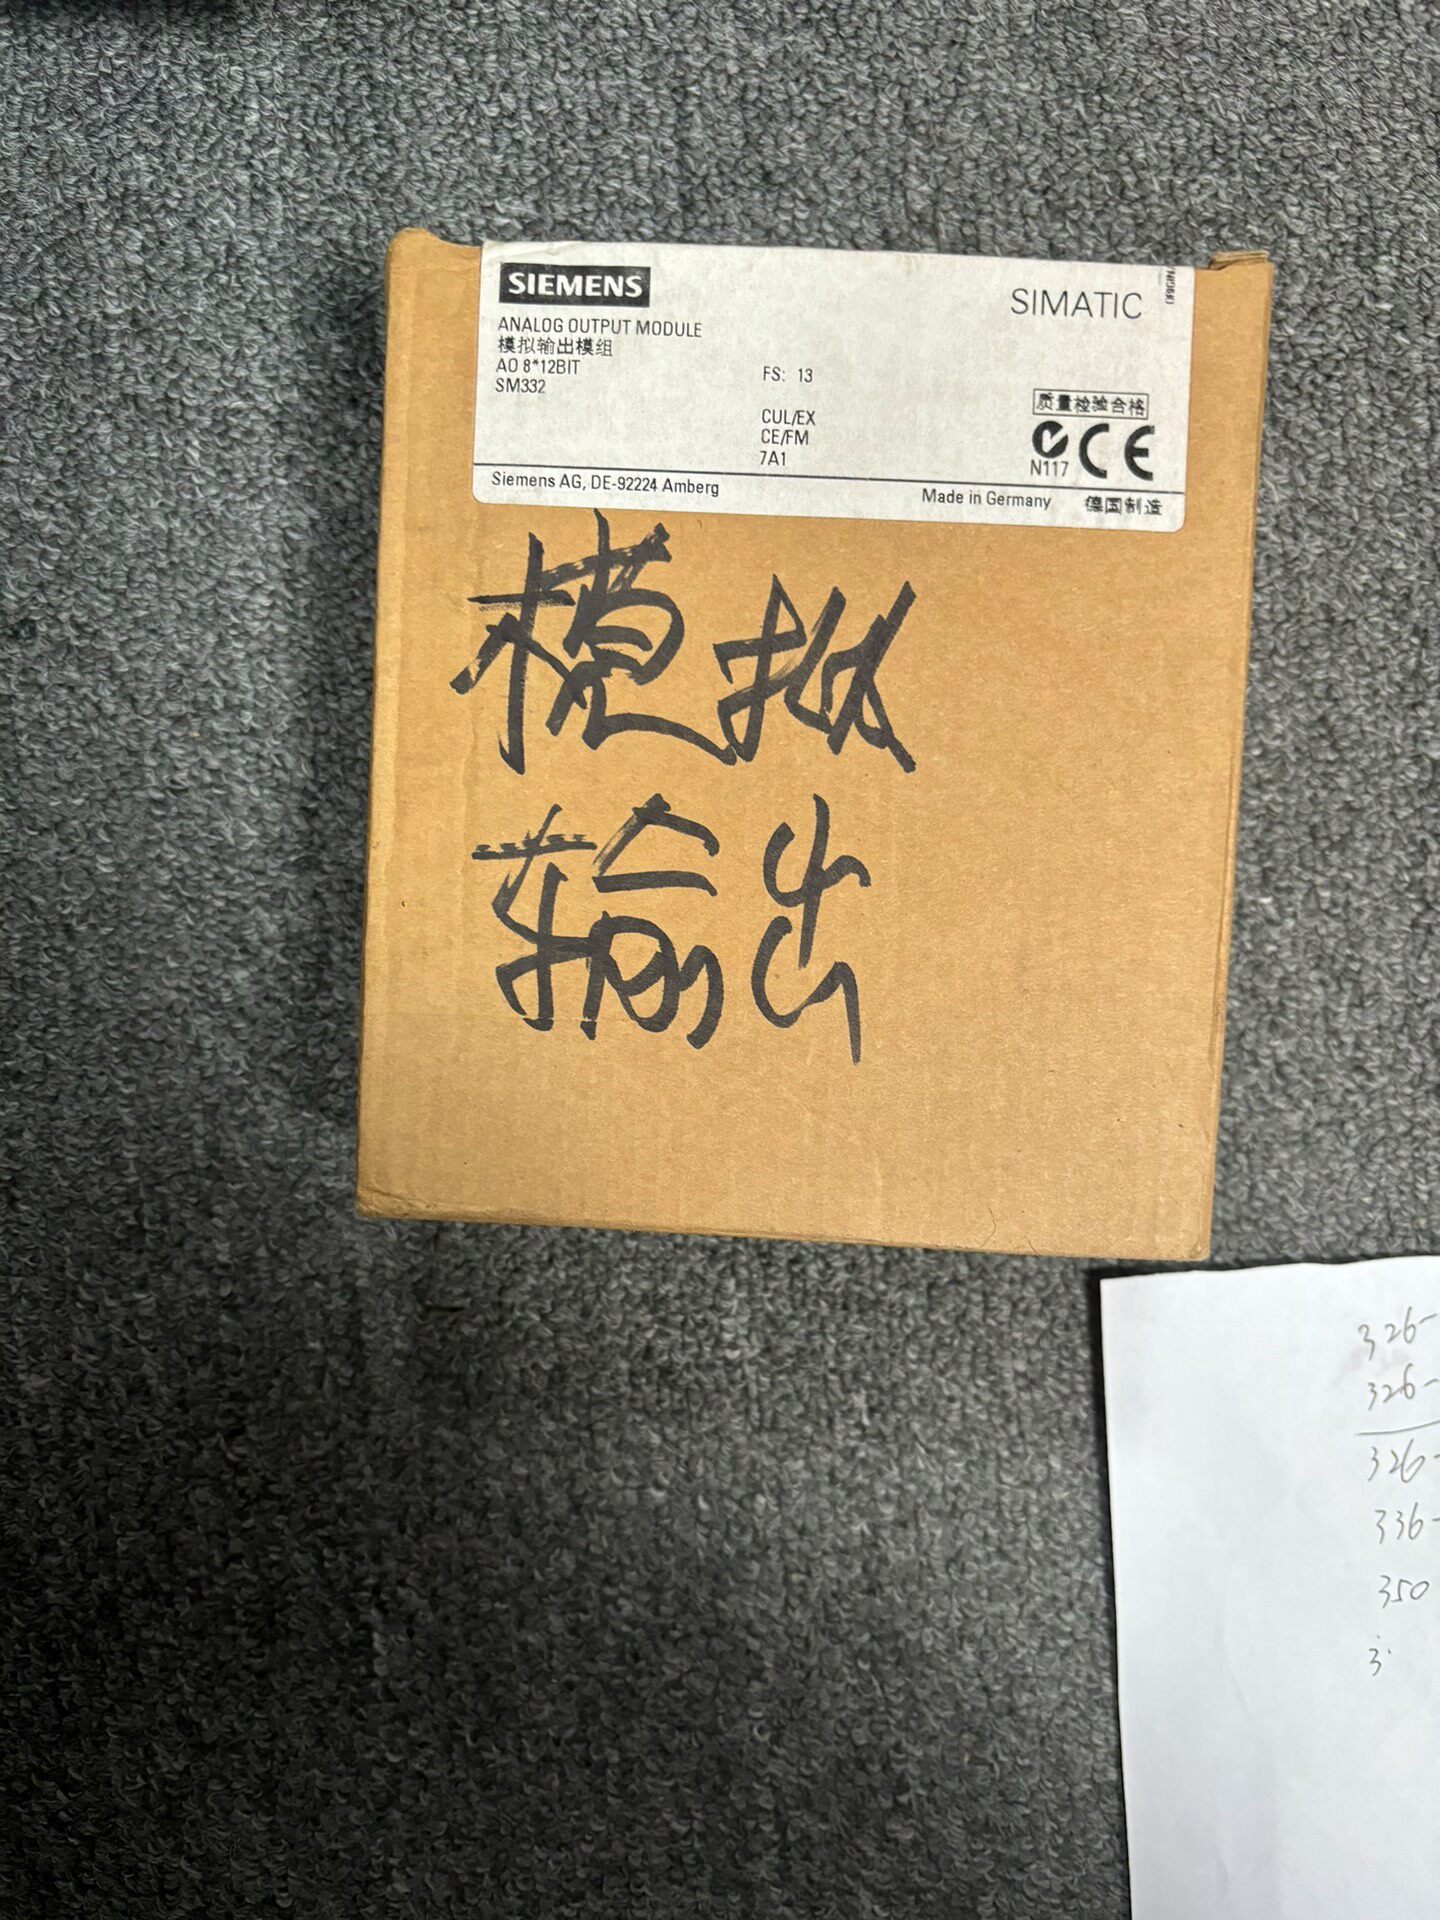 SIEMENS
SIMATIC
ANALOG OUTPUT MODULE
模拟输出模组
AO 8*12BIT
SM332
FS: 13
CUL/EX
CE/FM
7A1
质量检验合格
N117
CE
Siemens AG, DE-92224 Amberg
Made in Germany 德国制造
模拟
输出
326-
326-
326-
336-
350
3